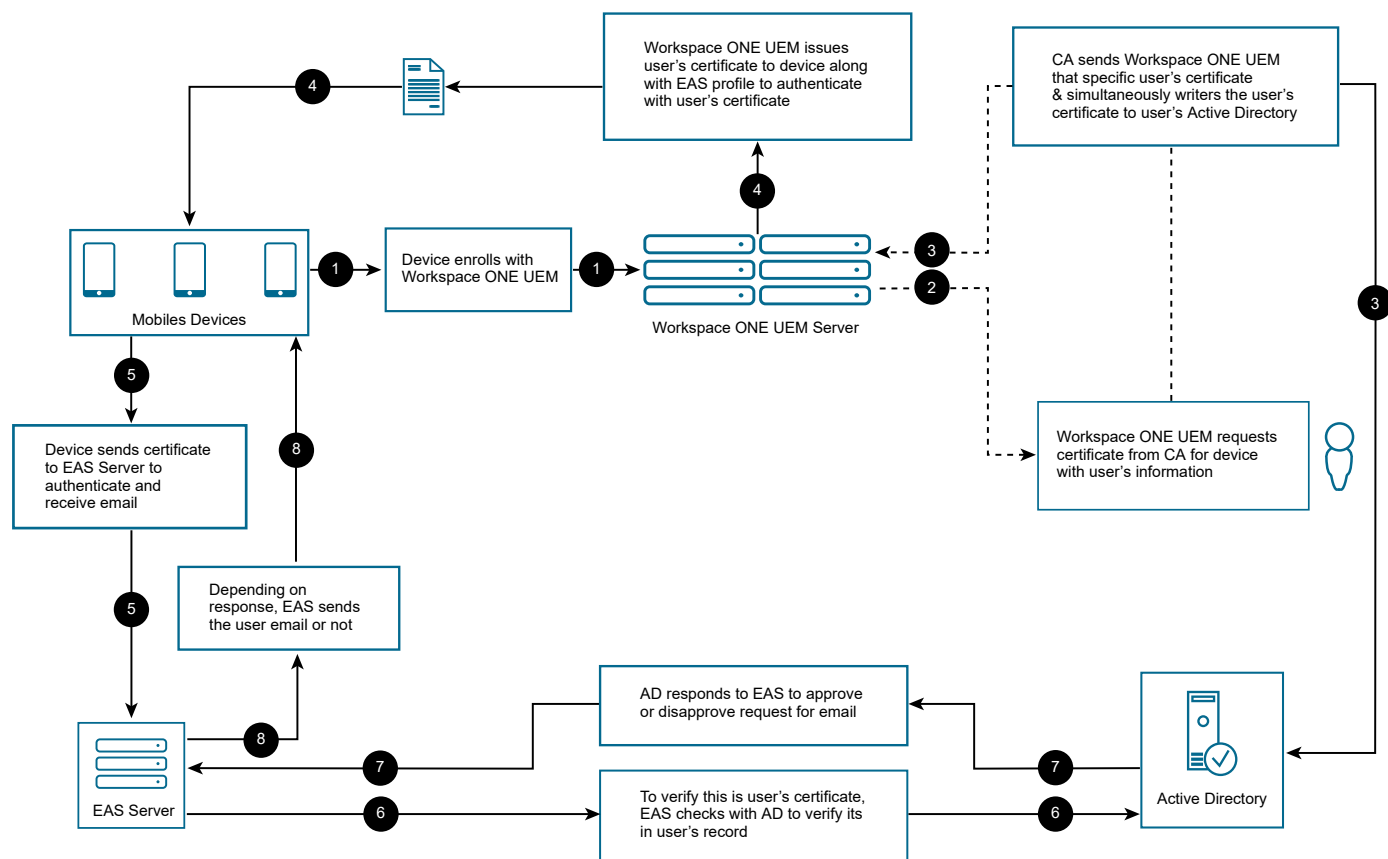 Workspace ONE UEM issues
user's certificate to device along
with EAS profile to authenticate
with user's certificate
CA sends Workspace ONE UEM
that specific user's certificate
& simultaneously writers the user's
certificate to user's Active Directory
4
4
3
2
3
1
1
Device enrolls with
Workspace ONE UEM
Mobiles Devices
Workspace ONE UEM Server
5
8
Device sends certificate
to EAS Server to
authenticate and
receive email
Workspace ONE UEM requests
certificate from CA for device
with user's information
5
Depending on
response, EAS sends
the user email or not
8
AD responds to EAS to approve
or disapprove request for email
7
7
EAS Server
Active Directory
6
To verify this is user's certificate,
EAS checks with AD to verify its
in user's record
6